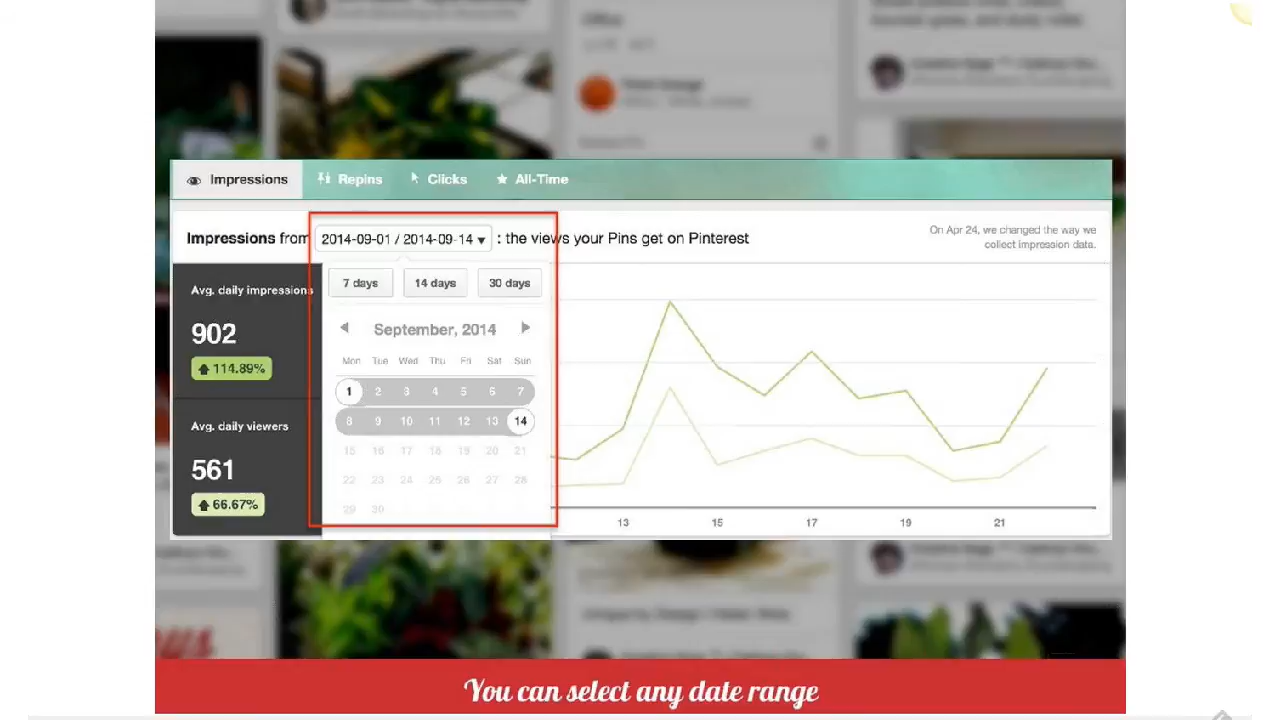 Office
Impressions
Repins
Clicks
All-Time
Impressions from 2014-09-01 / 2014-09-14 ▾ : the views your Pins get on Pinterest
On Apr 24, we changed the way we
collect impression data.
Avg. daily impressions
902
114.89%
Avg. daily viewers
561
66.67%
7 days 14 days 30 days
September, 2014
Mon Tue Wed Thu Fri Sat Sun
1 2 3 4 5 6 7
8 9 10 11 12 13 14
15 16 17 18 19 20 21
22 23 24 25 26 27 28
29 30
13 15 17 19 21
You can select any date range